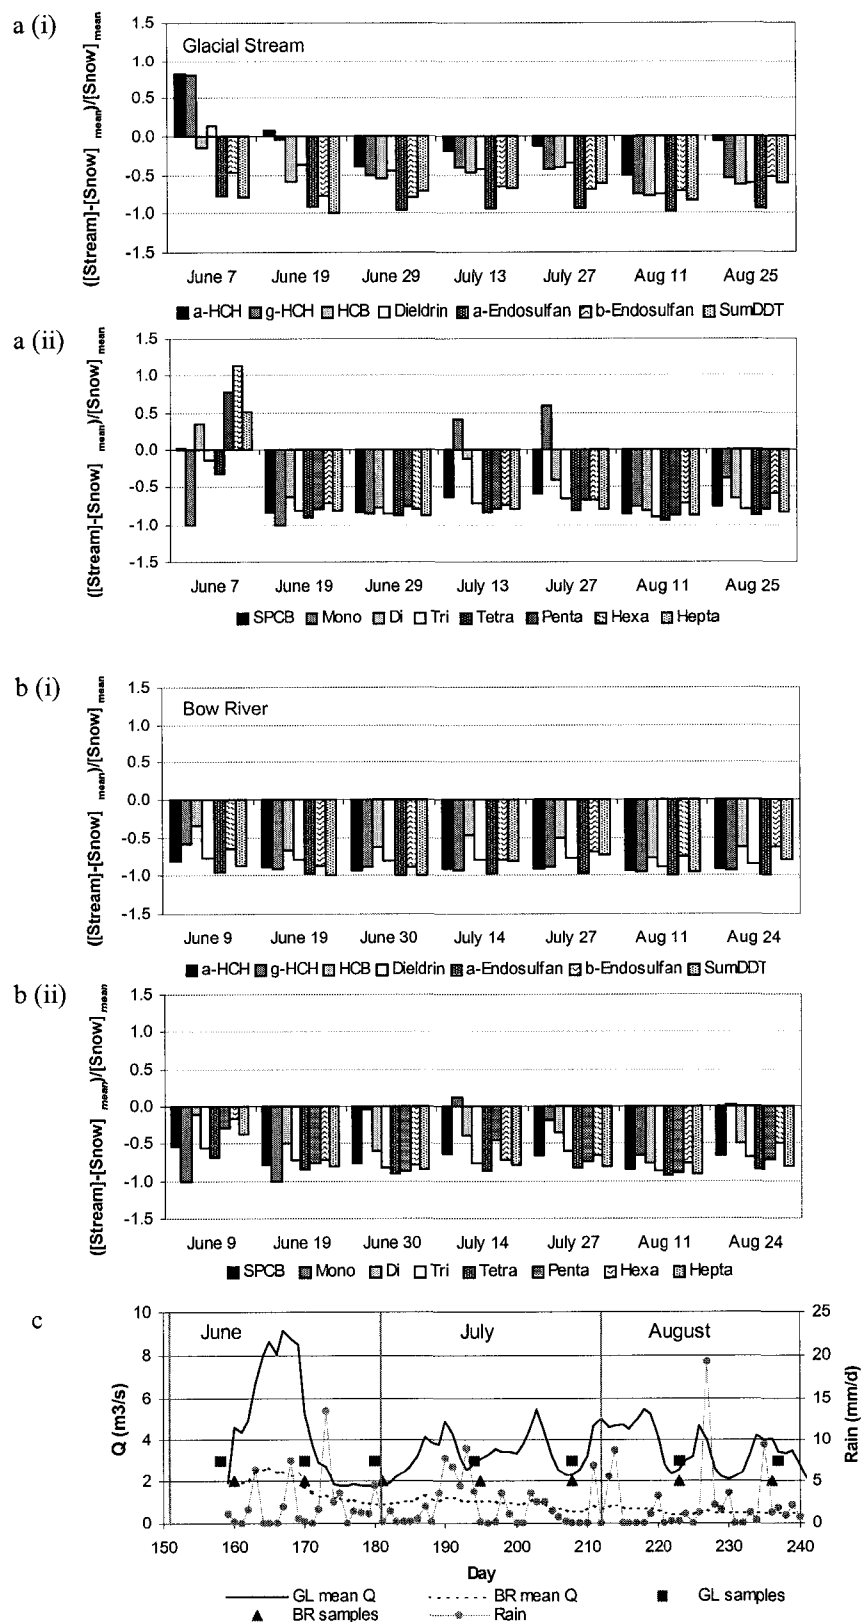 a (i)
([Stream]-[Snow] mean)/[Snow] mean
Glacial Stream
1.5
1.0
0.5
0.0
-0.5
-1.0
-1.5
June 7 June 19 June 29 July 13 July 27 Aug 11 Aug 25
a-HCH g-HCH HCB Dieldrin a-Endosulfan b-Endosulfan SumDDT
a (ii)
([Stream]-[Snow] mean)/[Snow] mean
1.5
1.0
0.5
0.0
-0.5
-1.0
-1.5
June 7 June 19 June 29 July 13 July 27 Aug 11 Aug 25
SPCB Mono Di Tri Tetra Penta Hexa Hepta
b (i)
([Stream]-[Snow] mean)/[Snow] mean
Bow River
1.5
1.0
0.5
0.0
-0.5
-1.0
-1.5
June 9 June 19 June 30 July 14 July 27 Aug 11 Aug 24
a-HCH g-HCH HCB Dieldrin a-Endosulfan b-Endosulfan SumDDT
b (ii)
([Stream]-[Snow] mean)/[Snow] mean
1.5
1.0
0.5
0.0
-0.5
-1.0
-1.5
June 9 June 19 June 30 July 14 July 27 Aug 11 Aug 24
SPCB Mono Di Tri Tetra Penta Hexa Hepta
c
Q (m3/s)
10
8
6
4
2
0
June July August
25
20
15
10
5
0
Rain (mm/d)
150 160 170 180 190 200 210 220 230 240
Day
GL mean Q BR mean Q GL samples
BR samples Rain